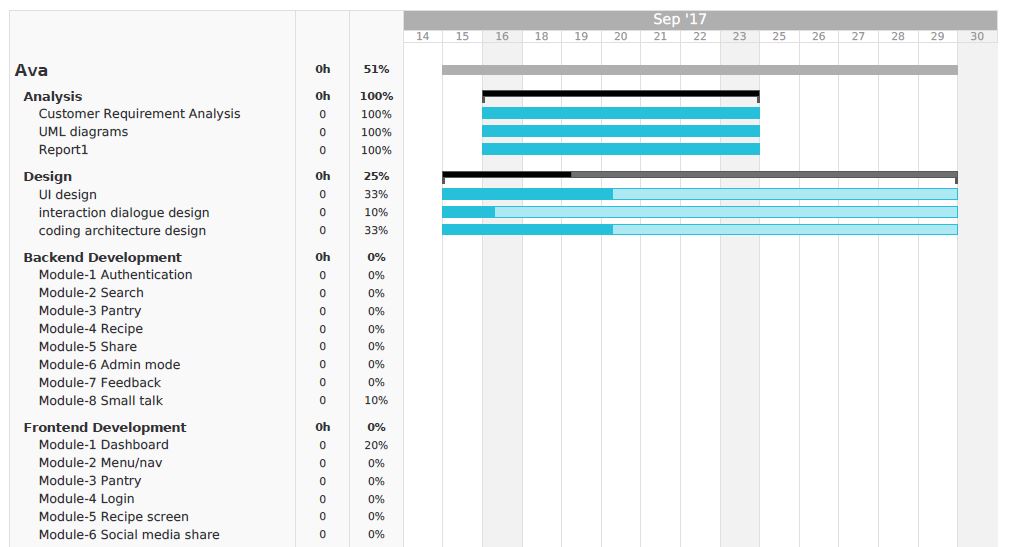 Sep '17
14 15 16 18 19 20 21 22 23 25 26 27 28 29 30
Ava 0h 51%
Analysis 0h 100%
Customer Requirement Analysis 0 100%
UML diagrams 0 100%
Report1 0 100%
Design 0h 25%
UI design 0 33%
interaction dialogue design 0 10%
coding architecture design 0 33%
Backend Development 0h 0%
Module-1 Authentication 0 0%
Module-2 Search 0 0%
Module-3 Pantry 0 0%
Module-4 Recipe 0 0%
Module-5 Share 0 0%
Module-6 Admin mode 0 0%
Module-7 Feedback 0 0%
Module-8 Small talk 0 10%
Frontend Development 0h 0%
Module-1 Dashboard 0 20%
Module-2 Menu/nav 0 0%
Module-3 Pantry 0 0%
Module-4 Login 0 0%
Module-5 Recipe screen 0 0%
Module-6 Social media share 0 0%